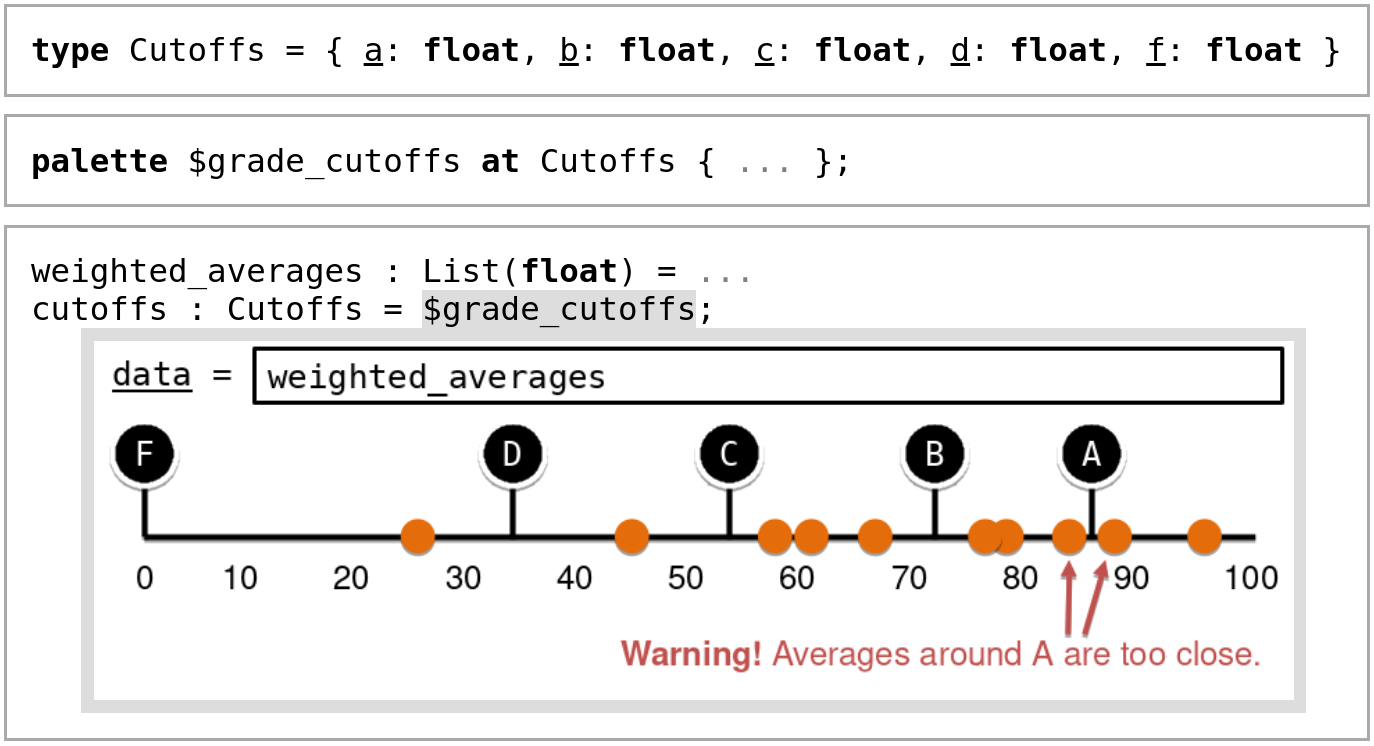 type Cutoffs = { a: float, b: float, c: float, d: float, f: float }
palette $grade_cutoffs at Cutoffs { ... };
weighted_averages : List(float) = ...
cutoffs : Cutoffs = $grade_cutoffs;
data = weighted_averages
F D C B A
0 10 20 30 40 50 60 70 80 90 100
Warning! Averages around A are too close.